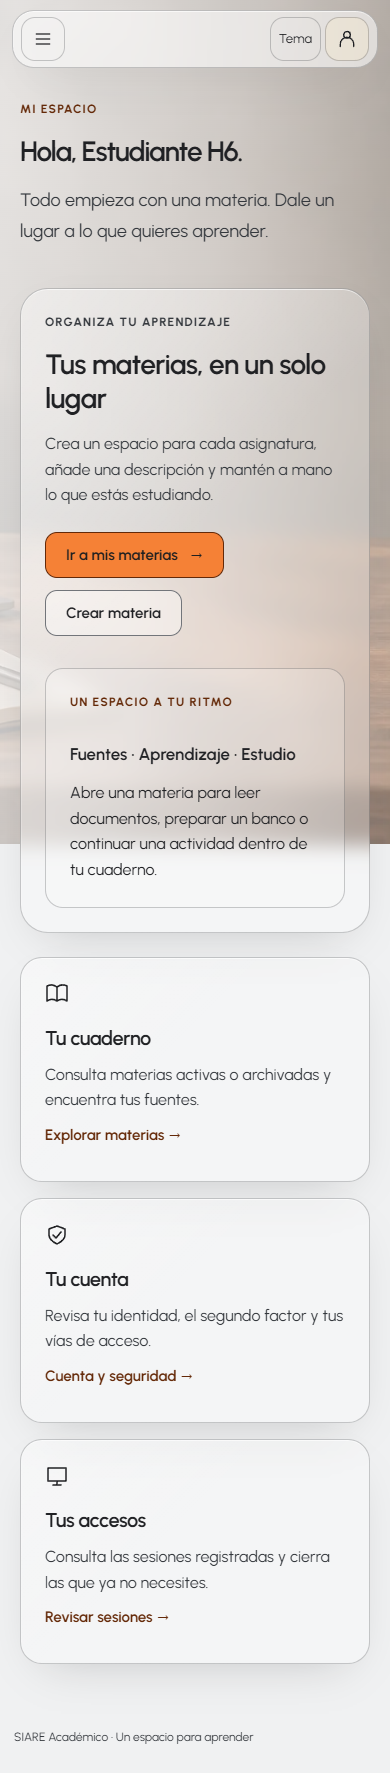 Tema
MI ESPACIO
Hola, Estudiante H6.
Todo empieza con una materia. Dale un
lugar a lo que quieres aprender.
ORGANIZA TU APRENDIZAJE
Tus materias, en un solo
lugar
Crea un espacio para cada asignatura,
añade una descripción y mantén a mano
lo que estás estudiando.
Ir a mis materias →
Crear materia
UN ESPACIO A TU RITMO
Fuentes · Aprendizaje · Estudio
Abre una materia para leer
documentos, preparar un banco o
continuar una actividad dentro de
tu cuaderno.
Tu cuaderno
Consulta materias activas o archivadas y
encuentra tus fuentes.
Explorar materias →
Tu cuenta
Revisa tu identidad, el segundo factor y tus
vías de acceso.
Cuenta y seguridad →
Tus accesos
Consulta las sesiones registradas y cierra
las que ya no necesites.
Revisar sesiones →
SIARE Académico · Un espacio para aprender